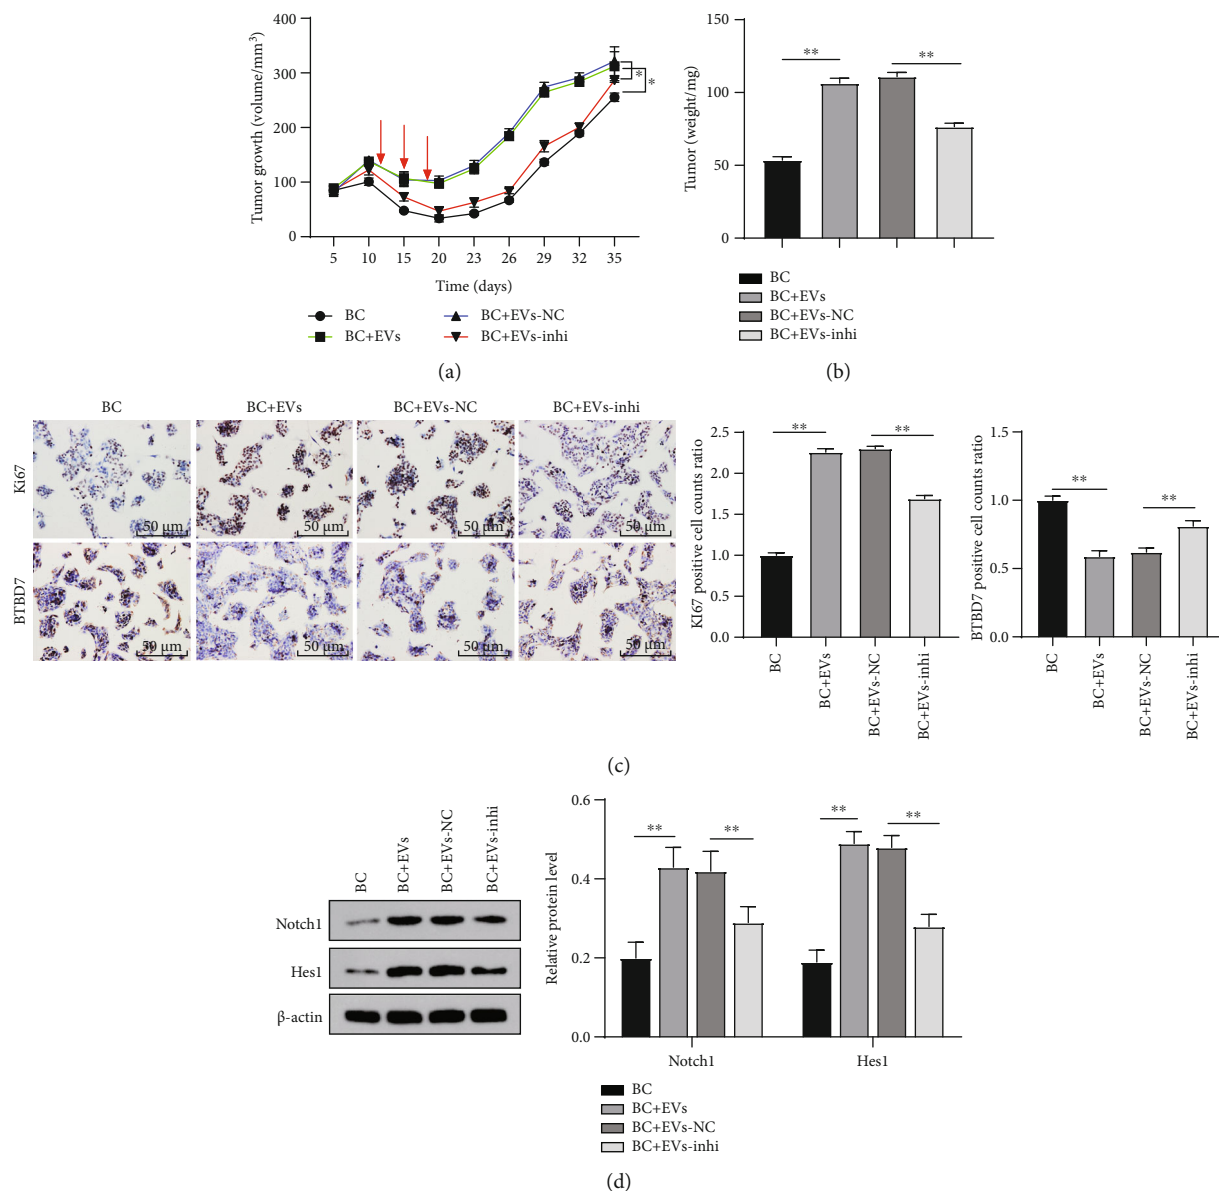 400
300
200
100
0
Tumor growth (volume/mm³)
*
*
5 10 15 20 23 26 29 32 35
Time (days)
BC
BC+EVs
BC+EVs-NC
BC+EVs-inhi
(a)
150
100
50
0
Tumor (weight/mg)
**
**
BC
BC+EVs
BC+EVs-NC
BC+EVs-inhi
(b)
BC BC+EVs BC+EVs-NC BC+EVs-inhi
Ki67
50 μm 50 μm 50 μm 50 μm
BTBD7
50 μm 50 μm 50 μm 50 μm
2.5
2.0
1.5
1.0
0.5
0.0
KI67 positive cell counts ratio
**
**
BC
BC+EVs
BC+EVs-NC
BC+EVs-inhi
1.5
1.0
0.5
0.0
BTBD7 positive cell counts ratio
**
**
BC
BC+EVs
BC+EVs-NC
BC+EVs-inhi
(c)
BC
BC+EVs
BC+EVs-NC
BC+EVs-inhi
Notch1
Hes1
β-actin
0.6
0.4
0.2
0.0
Relative protein level
** ** ** **
Notch1 Hes1
BC
BC+EVs
BC+EVs-NC
BC+EVs-inhi
(d)